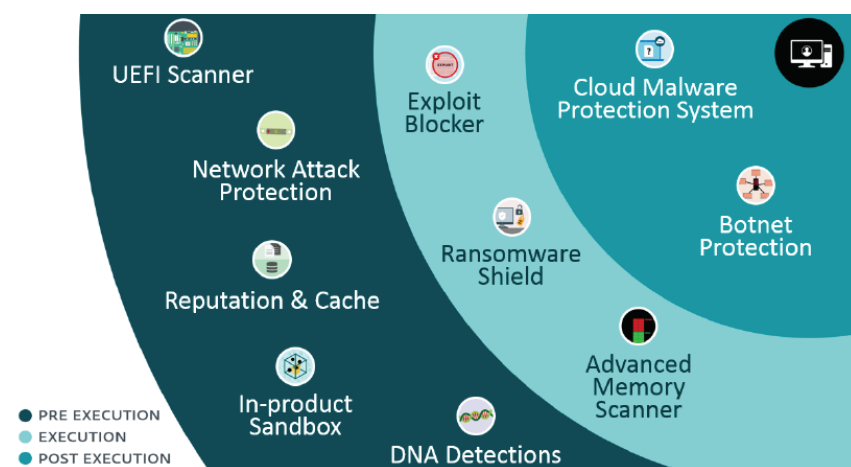 UEFI Scanner
Network Attack
Protection
Reputation & Cache
In-product
Sandbox
DNA Detections
Exploit
Blocker
Ransomware
Shield
Advanced
Memory
Scanner
Cloud Malware
Protection System
Botnet
Protection
PRE EXECUTION
EXECUTION
POST EXECUTION